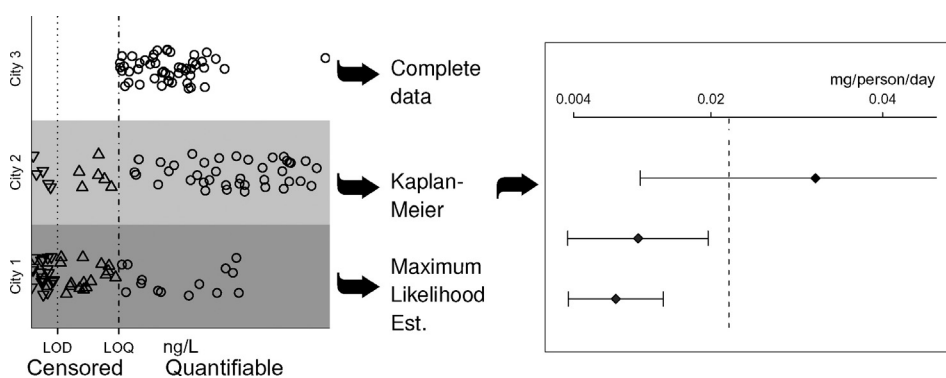 City 3
City 2
City 1
LOD
LOQ
ng/L
Censored
Quantifiable
Complete
data
Kaplan-
Meier
Maximum
Likelihood
Est.
mg/person/day
0.004
0.02
0.04